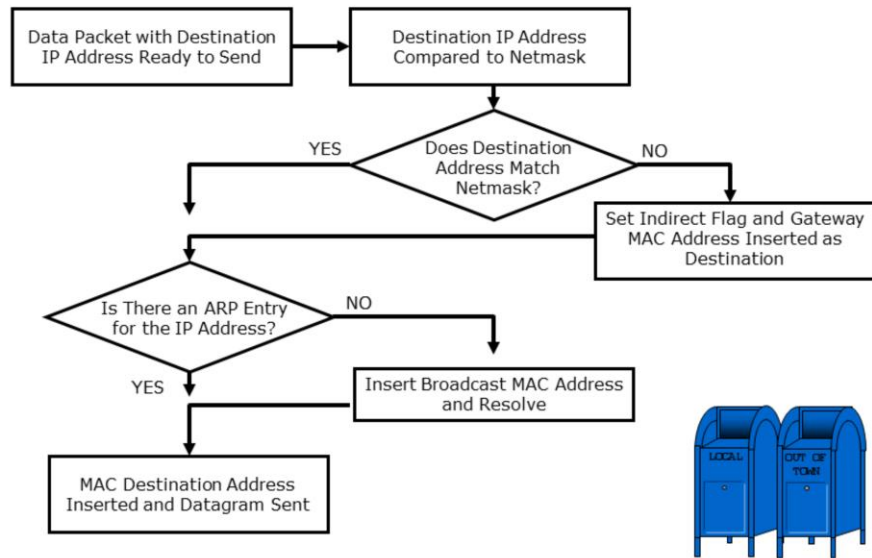 Data Packet with Destination
IP Address Ready to Send
Destination IP Address
Compared to Netmask
YES
Does Destination
Address Match
Netmask?
NO
Set Indirect Flag and Gateway
MAC Address Inserted as
Destination
Is There an ARP Entry
for the IP Address?
NO
YES
Insert Broadcast MAC Address
and Resolve
MAC Destination Address
Inserted and Datagram Sent
LOCAL
OUT OF
TOWN